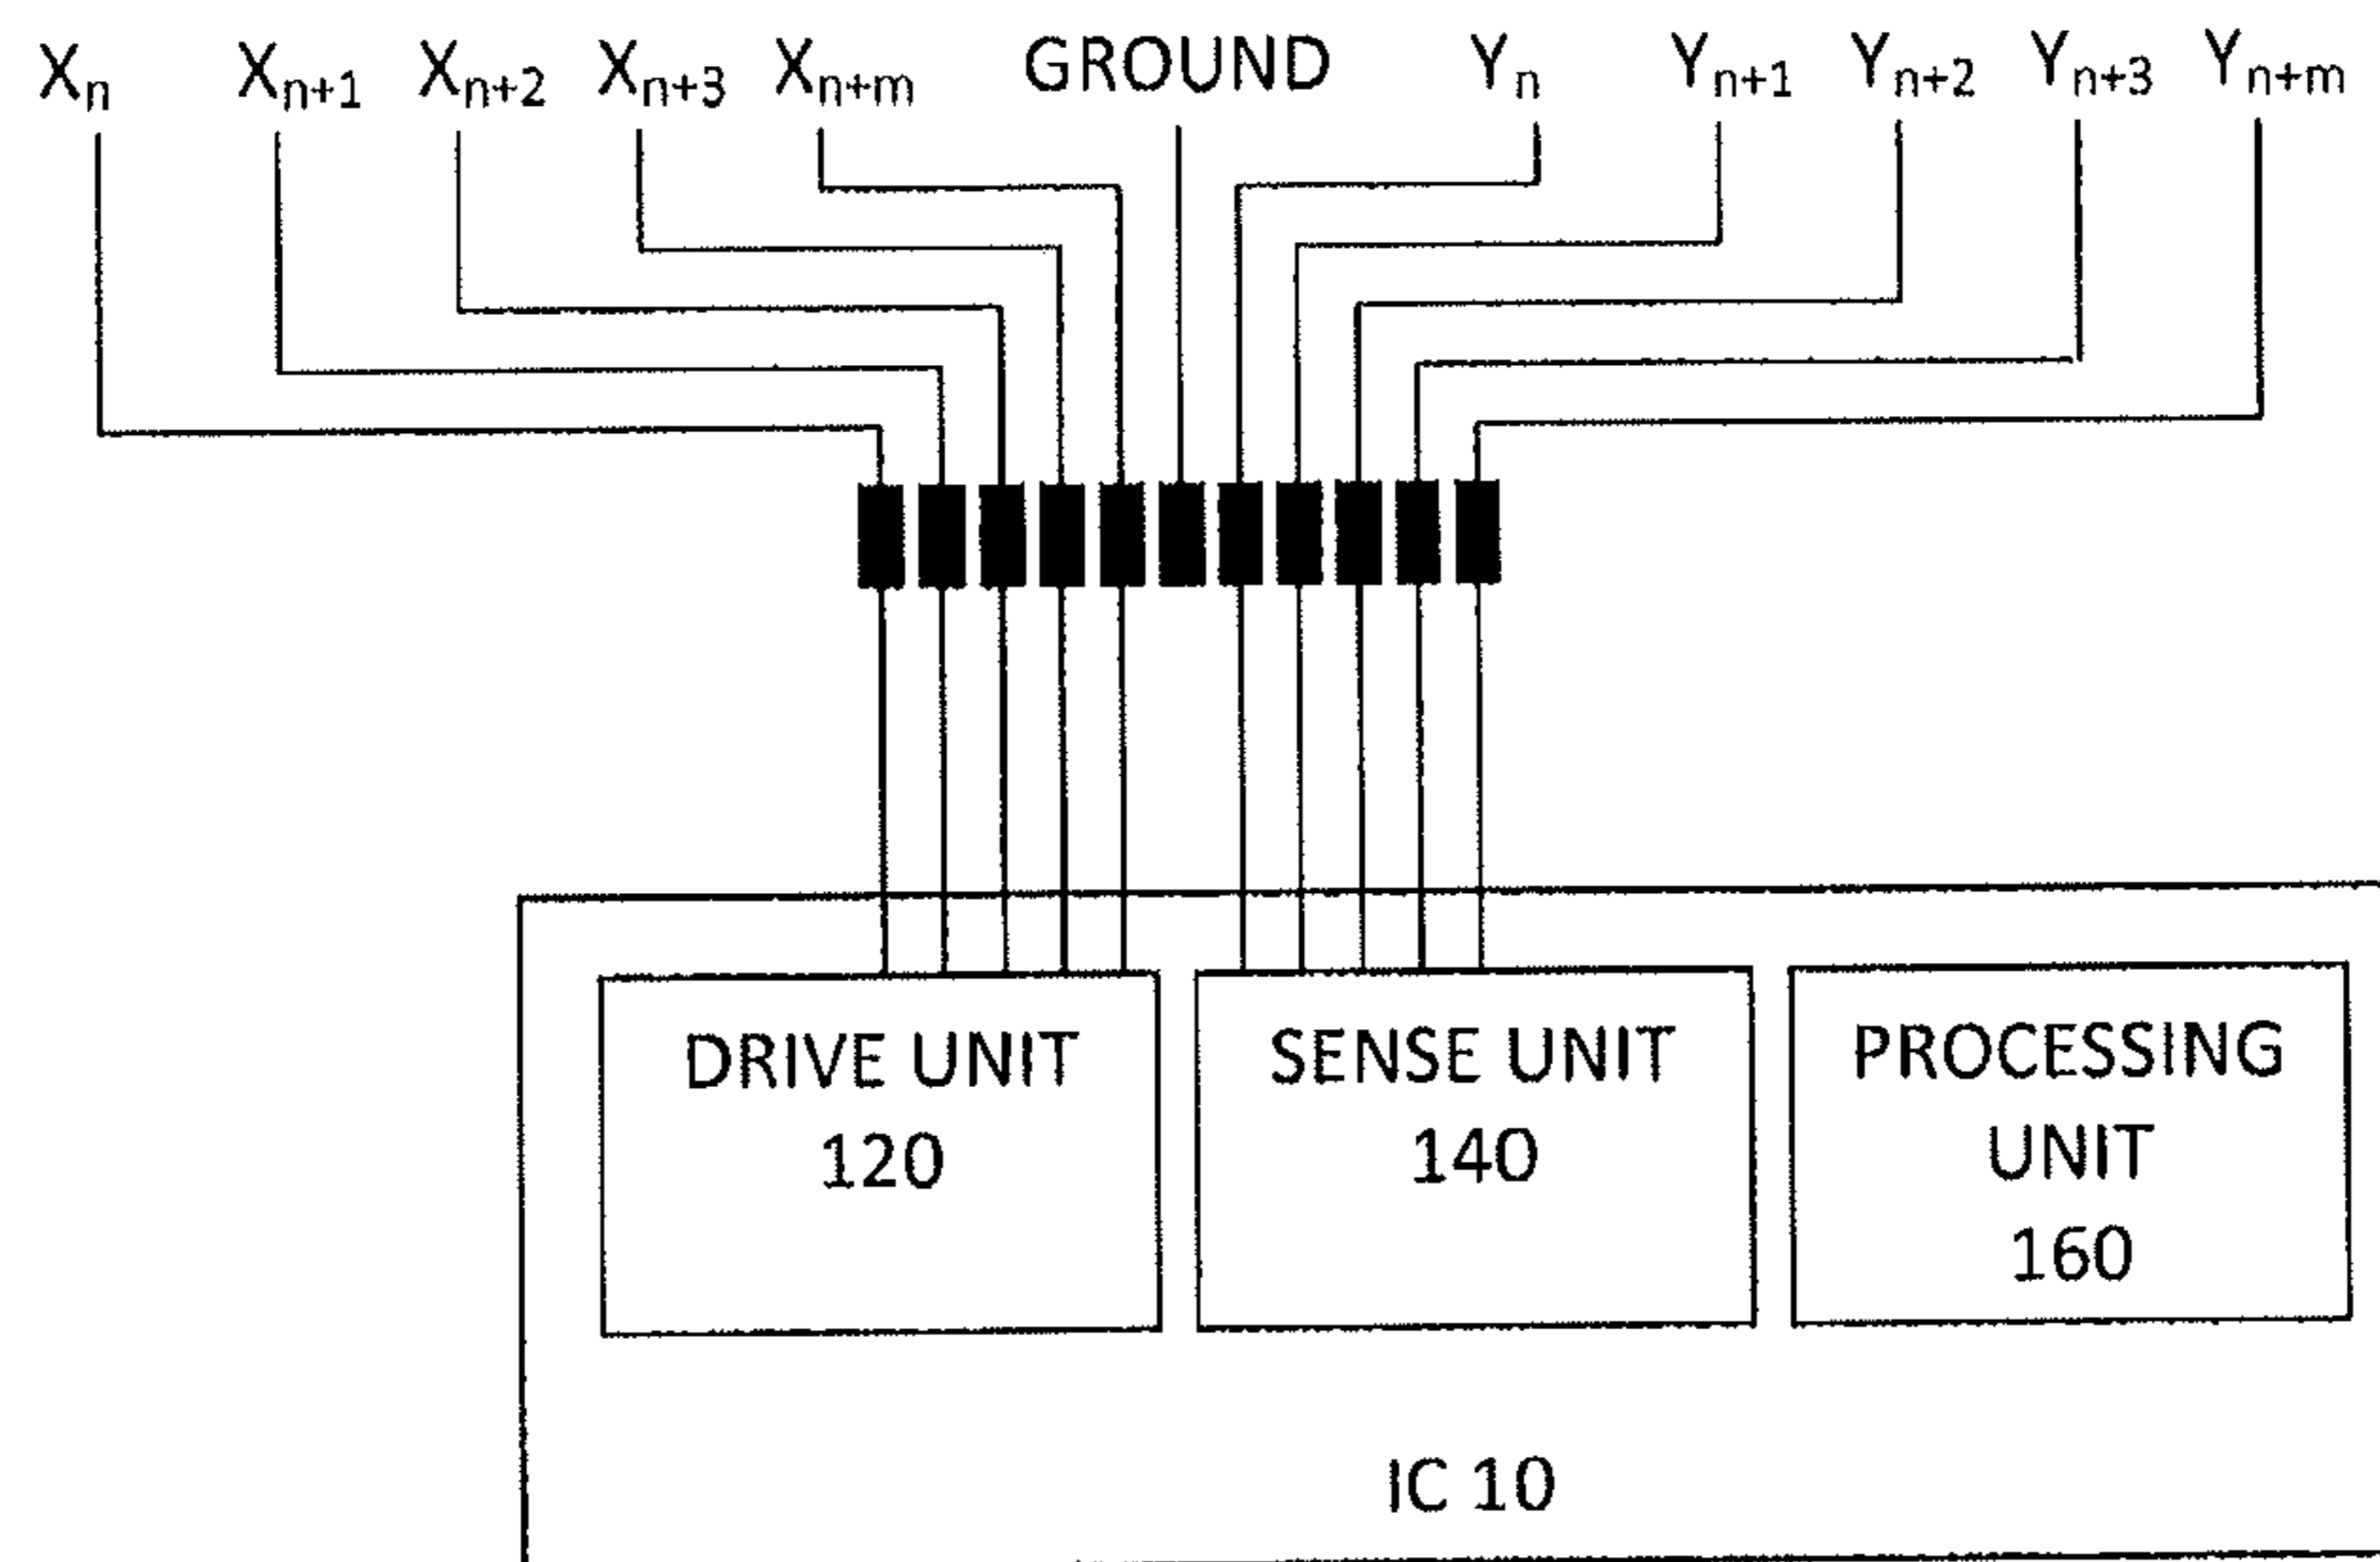 Xn Xn+1 Xn+2 Xn+3 Xn+m GROUND Yn Yn+1 Yn+2 Yn+3 Yn+m
DRIVE UNIT
120
SENSE UNIT
140
PROCESSING
UNIT
160
IC 10